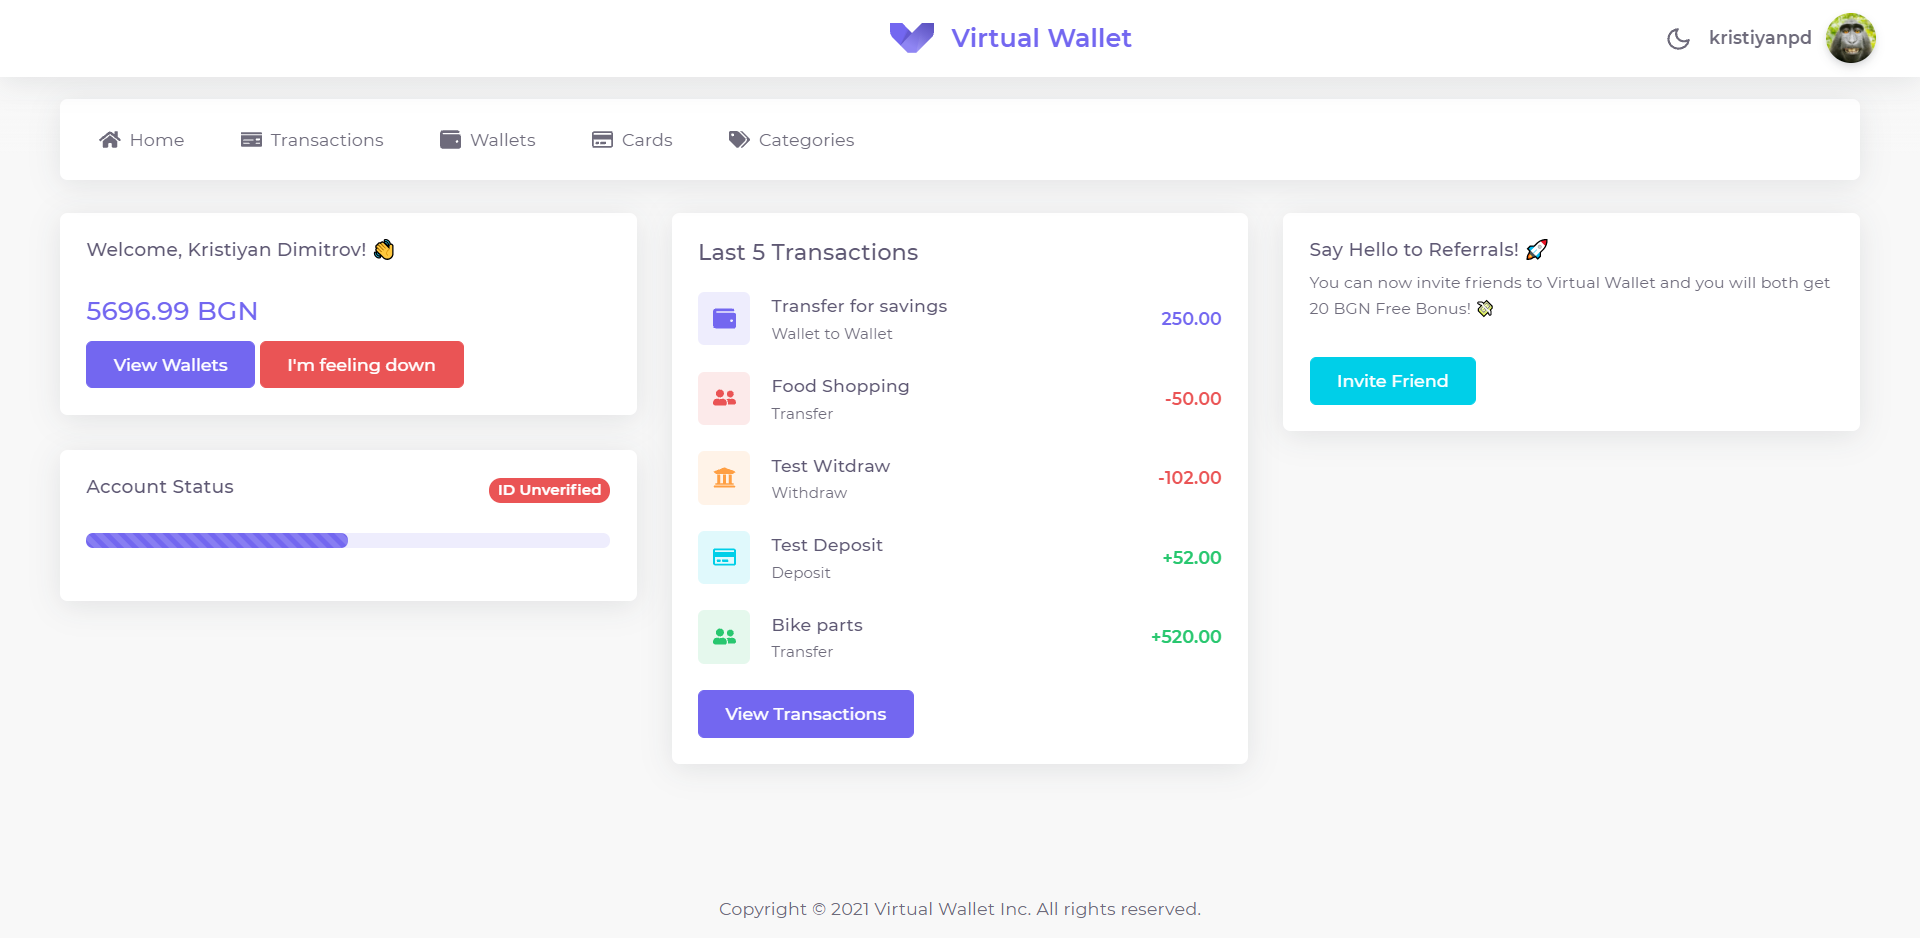 Virtual Wallet
kristiyanpd
Home
Transactions
Wallets
Cards
Categories
Welcome, Kristiyan Dimitrov! 👋
5696.99 BGN
View Wallets
I'm feeling down
Account Status
ID Unverified
Last 5 Transactions
Transfer for savings
Wallet to Wallet
250.00
Food Shopping
Transfer
-50.00
Test Witdraw
Withdraw
-102.00
Test Deposit
Deposit
+52.00
Bike parts
Transfer
+520.00
View Transactions
Say Hello to Referrals! 🚀
You can now invite friends to Virtual Wallet and you will both get
20 BGN Free Bonus! 💸
Invite Friend
Copyright © 2021 Virtual Wallet Inc. All rights reserved.